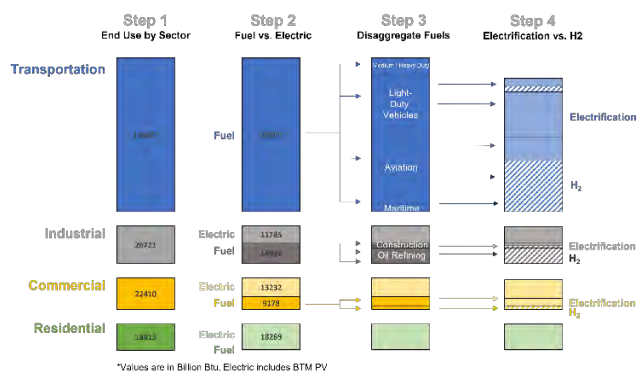 Step 1
Step 2
Step 3
Step 4
End Use by Sector
Fuel vs. Electric
Disaggregate Fuels
Electrification vs. H2
Transportation
Fuel
Medium / Heavy Duty
Light-
Duty
Vehicles
Aviation
Maritime
Electrification
H2
Industrial
26721
Electric
11765
Fuel
Construction
Oil Refining
Electrification
H2
Commercial
22410
Electric
13232
Fuel
9178
Electrification
H2
Residential
Electric
18269
Fuel
*Values are in Billion Btu. Electric includes BTM PV